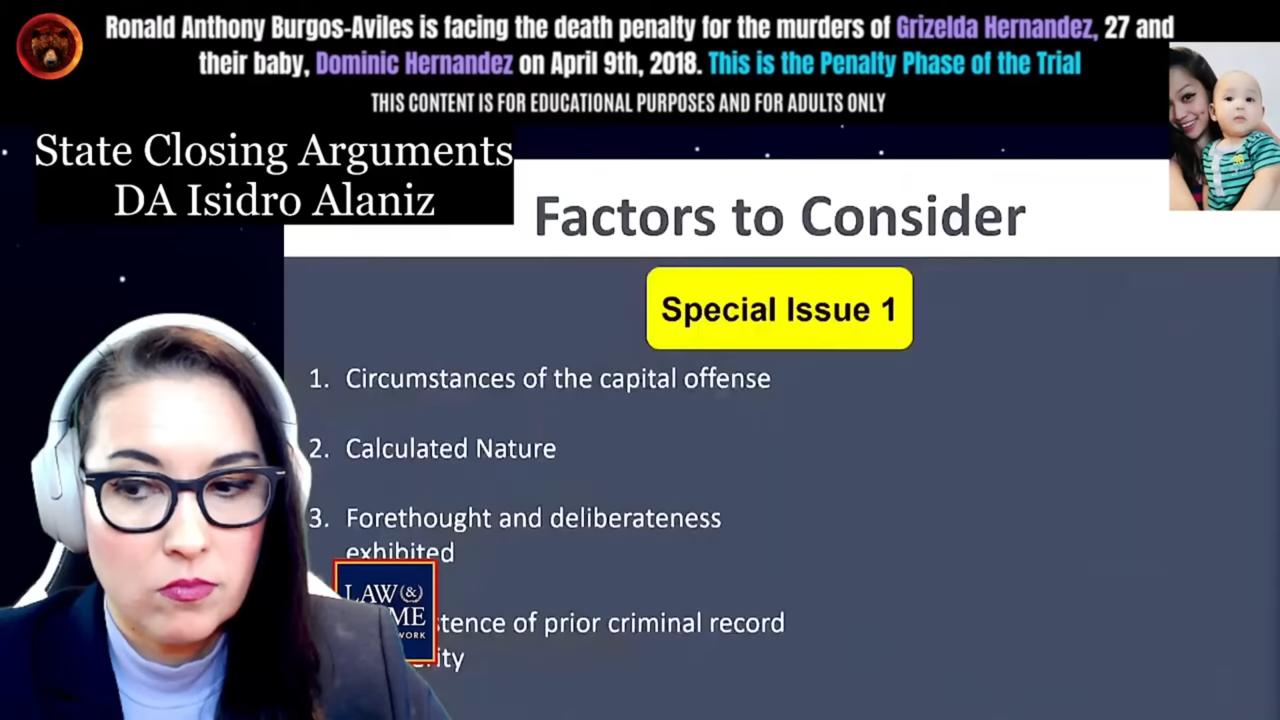 Ronald Anthony Burgos-Aviles is facing the death penalty for the murders of Grizelda Hernandez, 27 and
their baby, Dominic Hernandez on April 9th, 2018. This is the Penalty Phase of the Trial
THIS CONTENT IS FOR EDUCATIONAL PURPOSES AND FOR ADULTS ONLY
State Closing Arguments
DA Isidro Alaniz
Factors to Consider
Special Issue 1
1. Circumstances of the capital offense
2. Calculated Nature
3. Forethought and deliberateness
exhibited
LAW&
of prior criminal record